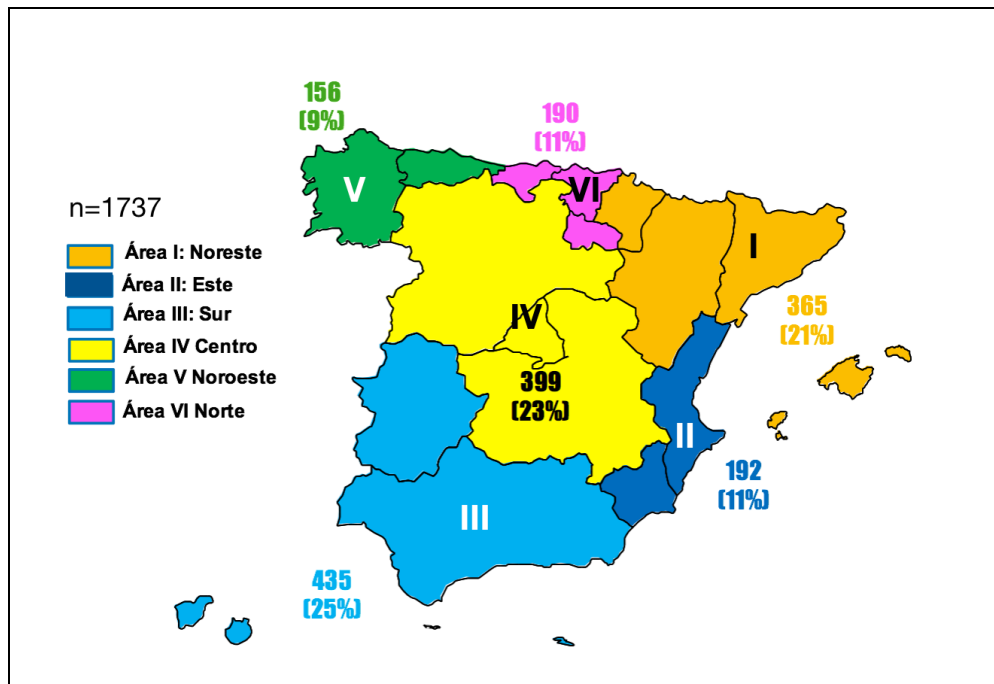 156
(9%)
190
(11%)
V
VI
n=1737
I
Área I: Noreste
Área II: Este
Área III: Sur
Área IV Centro
Área V Noroeste
Área VI Norte
365
(21%)
IV
399
(23%)
II
192
(11%)
III
435
(25%)